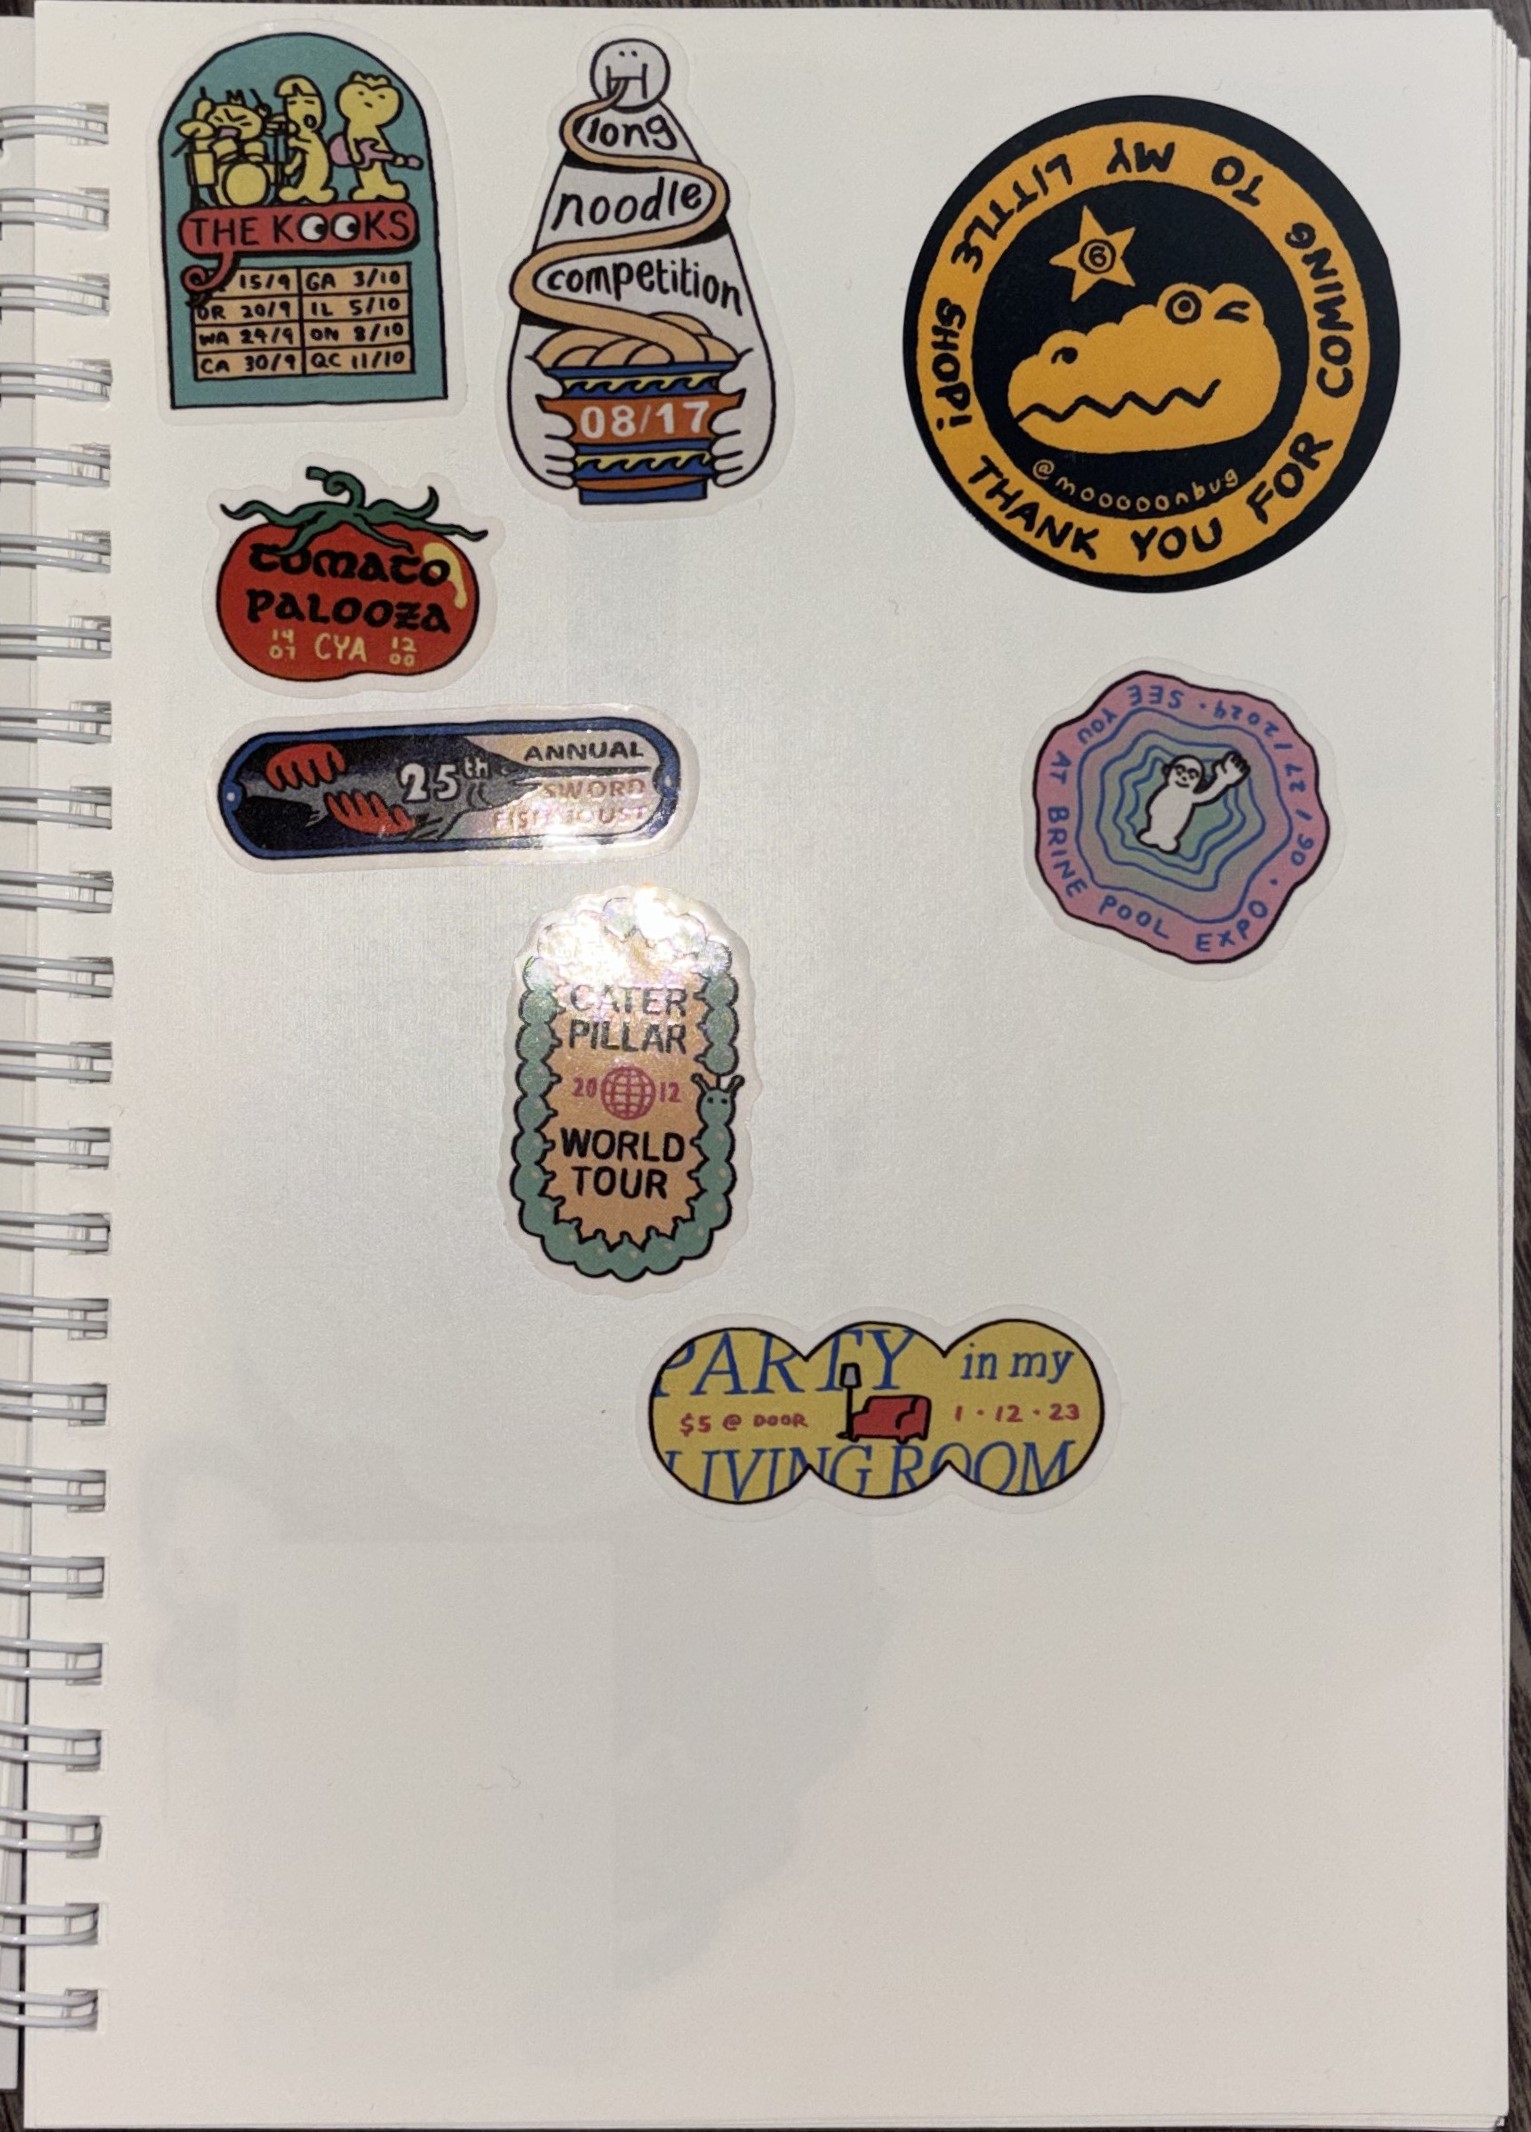 THE KOOKS
15/9 GA 3/10
OR 20/9 IL 5/10
WA 24/9 ON 8/10
CA 30/9 QC 11/10
long
noodle
competition
08/17
THANK YOU FOR COMING TO MY LITTLE SHOP!
6
@mooooonbug
tomato
PALOOZA
14 07 CYA 12 00
25th ANNUAL
SWORD
FISH JOUST
SEE YOU AT BRINE POOL EXPO · 06 / 27 / 2024 ·
CATER
PILLAR
20 12
WORLD
TOUR
PARTY in my
$5 @ DOOR 1·12·23
LIVING ROOM